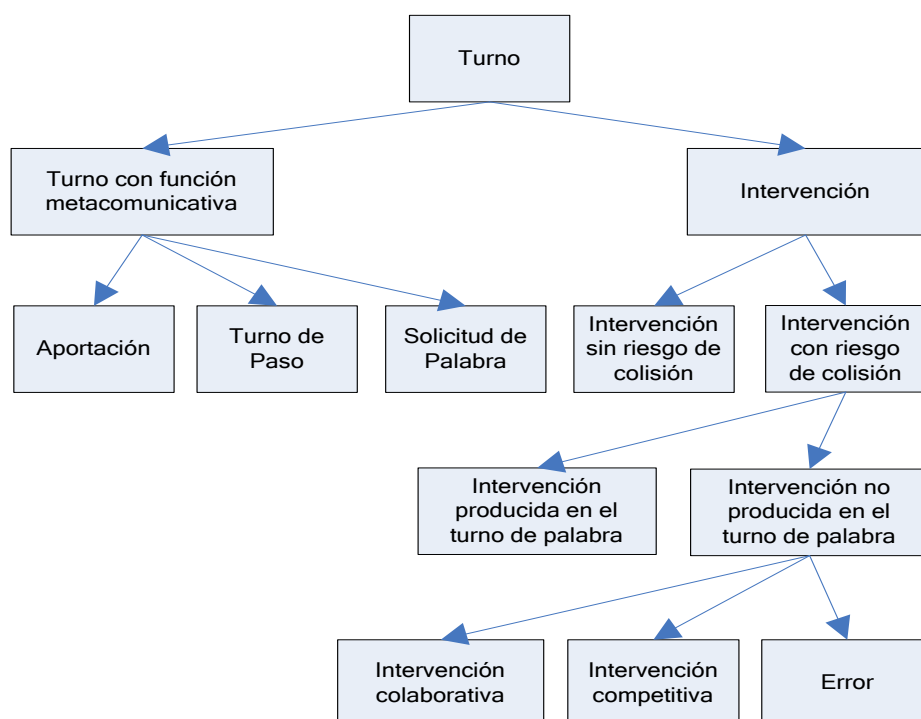 Turno
Turno con función
metacomunicativa
Intervención
Aportación
Turno de
Paso
Solicitud de
Palabra
Intervención
sin riesgo de
colisión
Intervención
con riesgo
de colisión
Intervención
producida en el
turno de palabra
Intervención no
producida en el
turno de palabra
Intervención
colaborativa
Intervención
competitiva
Error